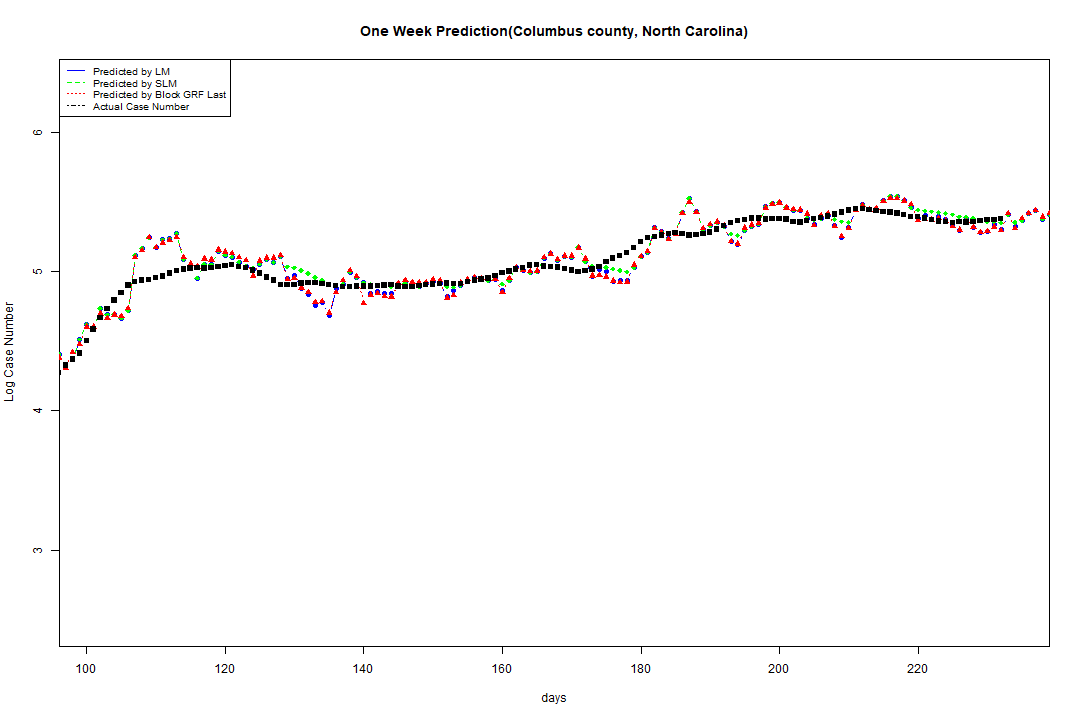 One Week Prediction(Columbus county, North Carolina)
Predicted by LM
Predicted by SLM
Predicted by Block GRF Last
Actual Case Number
6
5
4
3
Log Case Number
100 120 140 160 180 200 220
days